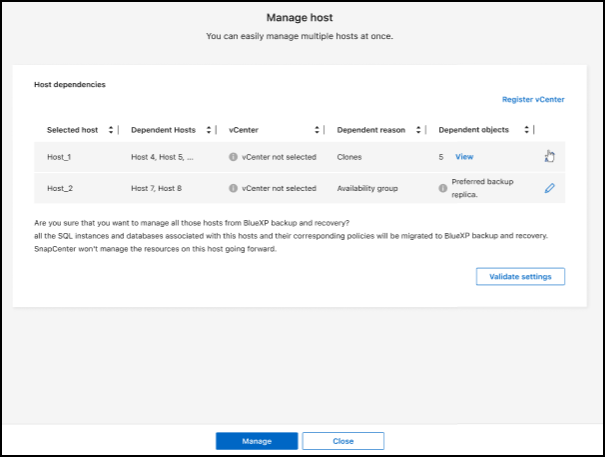 Manage host
You can easily manage multiple hosts at once.
Host dependencies
Register vCenter
Selected host Dependent Hosts vCenter Dependent reason Dependent objects
Host_1 Host 4, Host 5, ... vCenter not selected Clones 5 View
Host_2 Host 7, Host 8 vCenter not selected Availability group Preferred backup
replica.
Are you sure that you want to manage all those hosts from BlueXP backup and recovery?
all the SQL instances and databases associated with this hosts and their corresponding policies will be migrated to BlueXP backup and recovery.
SnapCenter won't manage the resources on this host going forward.
Validate settings
Manage Close